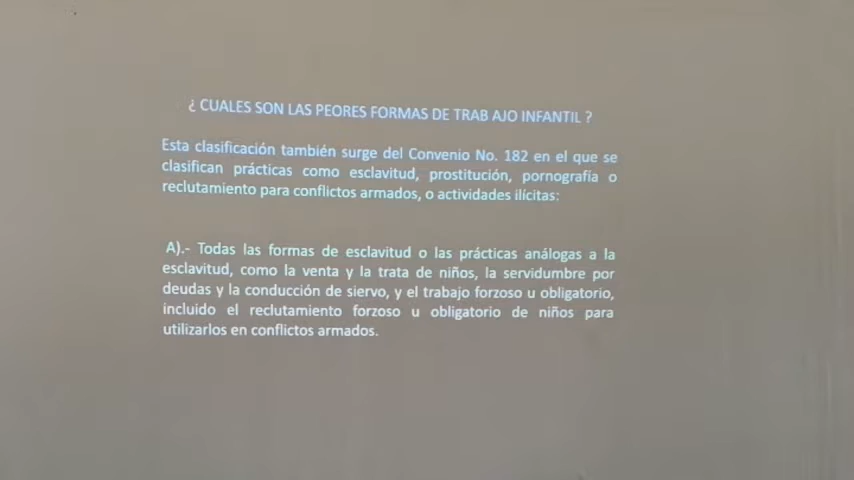 ¿ CUALES SON LAS PEORES FORMAS DE TRAB AJO INFANTIL ?
Esta clasificación también surge del Convenio No. 182 en el que se
clasifican prácticas como esclavitud, prostitución, pornografía o
reclutamiento para conflictos armados, o actividades ilícitas:
A).- Todas las formas de esclavitud o las prácticas análogas a la
esclavitud, como la venta y la trata de niños, la servidumbre por
deudas y la conducción de siervo, y el trabajo forzoso u obligatorio,
incluido el reclutamiento forzoso u obligatorio de niños para
utilizarlos en conflictos armados.